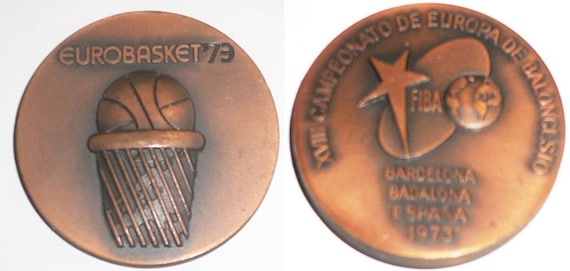 EUROBASKET'73
XVIII CAMPEONATO DE EUROPA DE BALONCESTO
FIBA
BARCELONA
BADALONA
ESPAÑA
1973